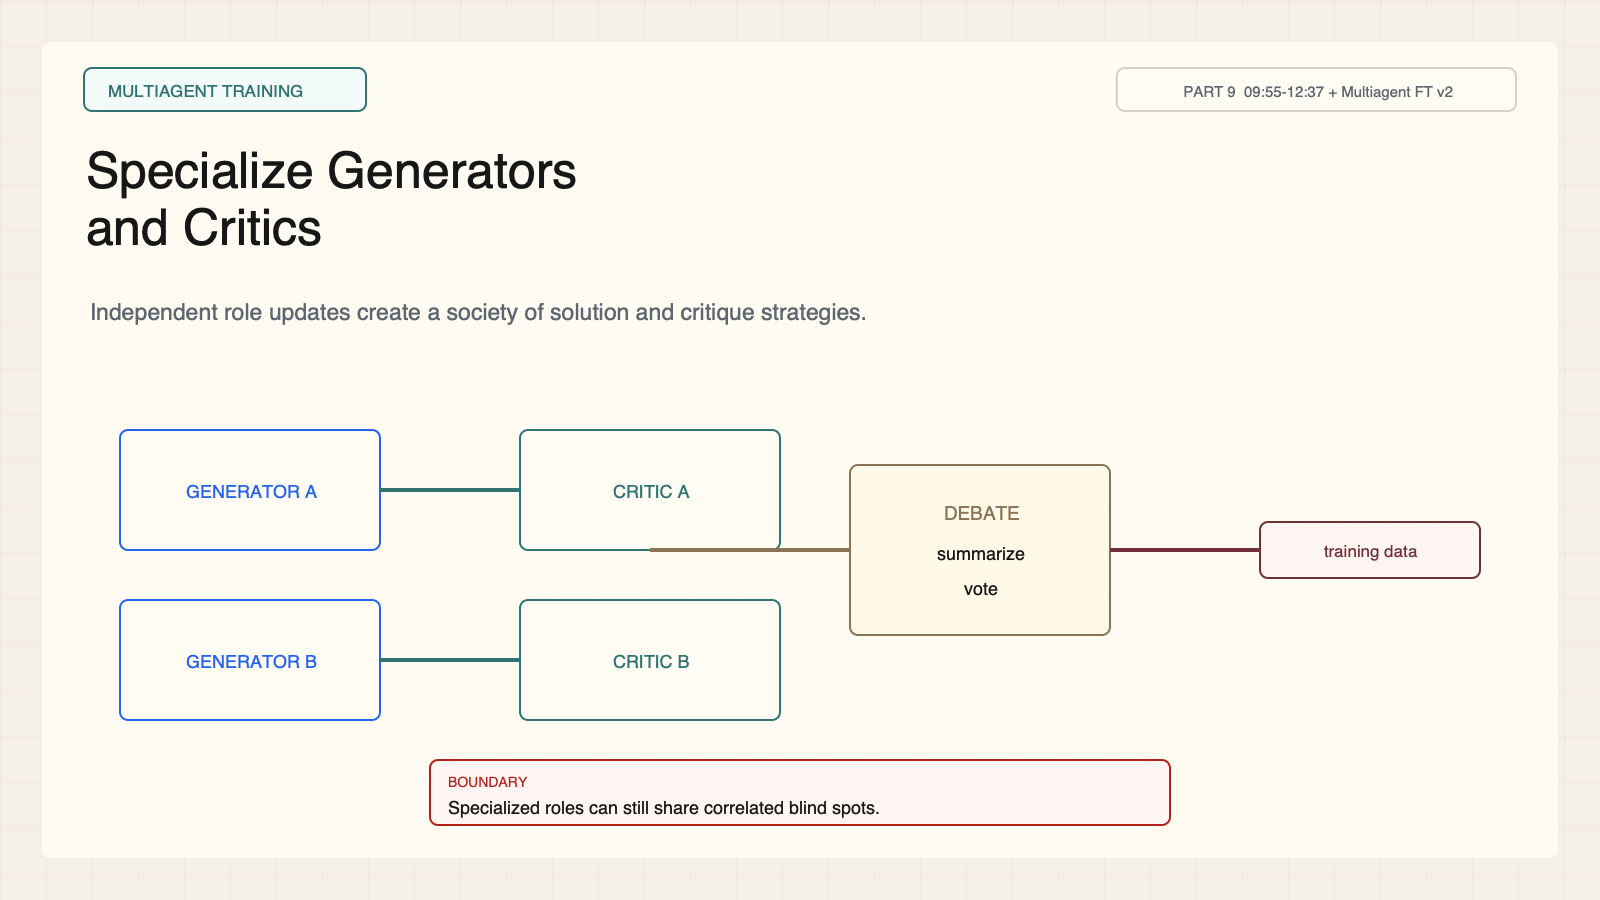 MULTIAGENT TRAINING
PART 9  09:55-12:37 + Multiagent FT v2
Specialize Generators
and Critics
Independent role updates create a society of solution and critique strategies.
GENERATOR A
CRITIC A
DEBATE
summarize
vote
training data
GENERATOR B
CRITIC B
BOUNDARY
Specialized roles can still share correlated blind spots.